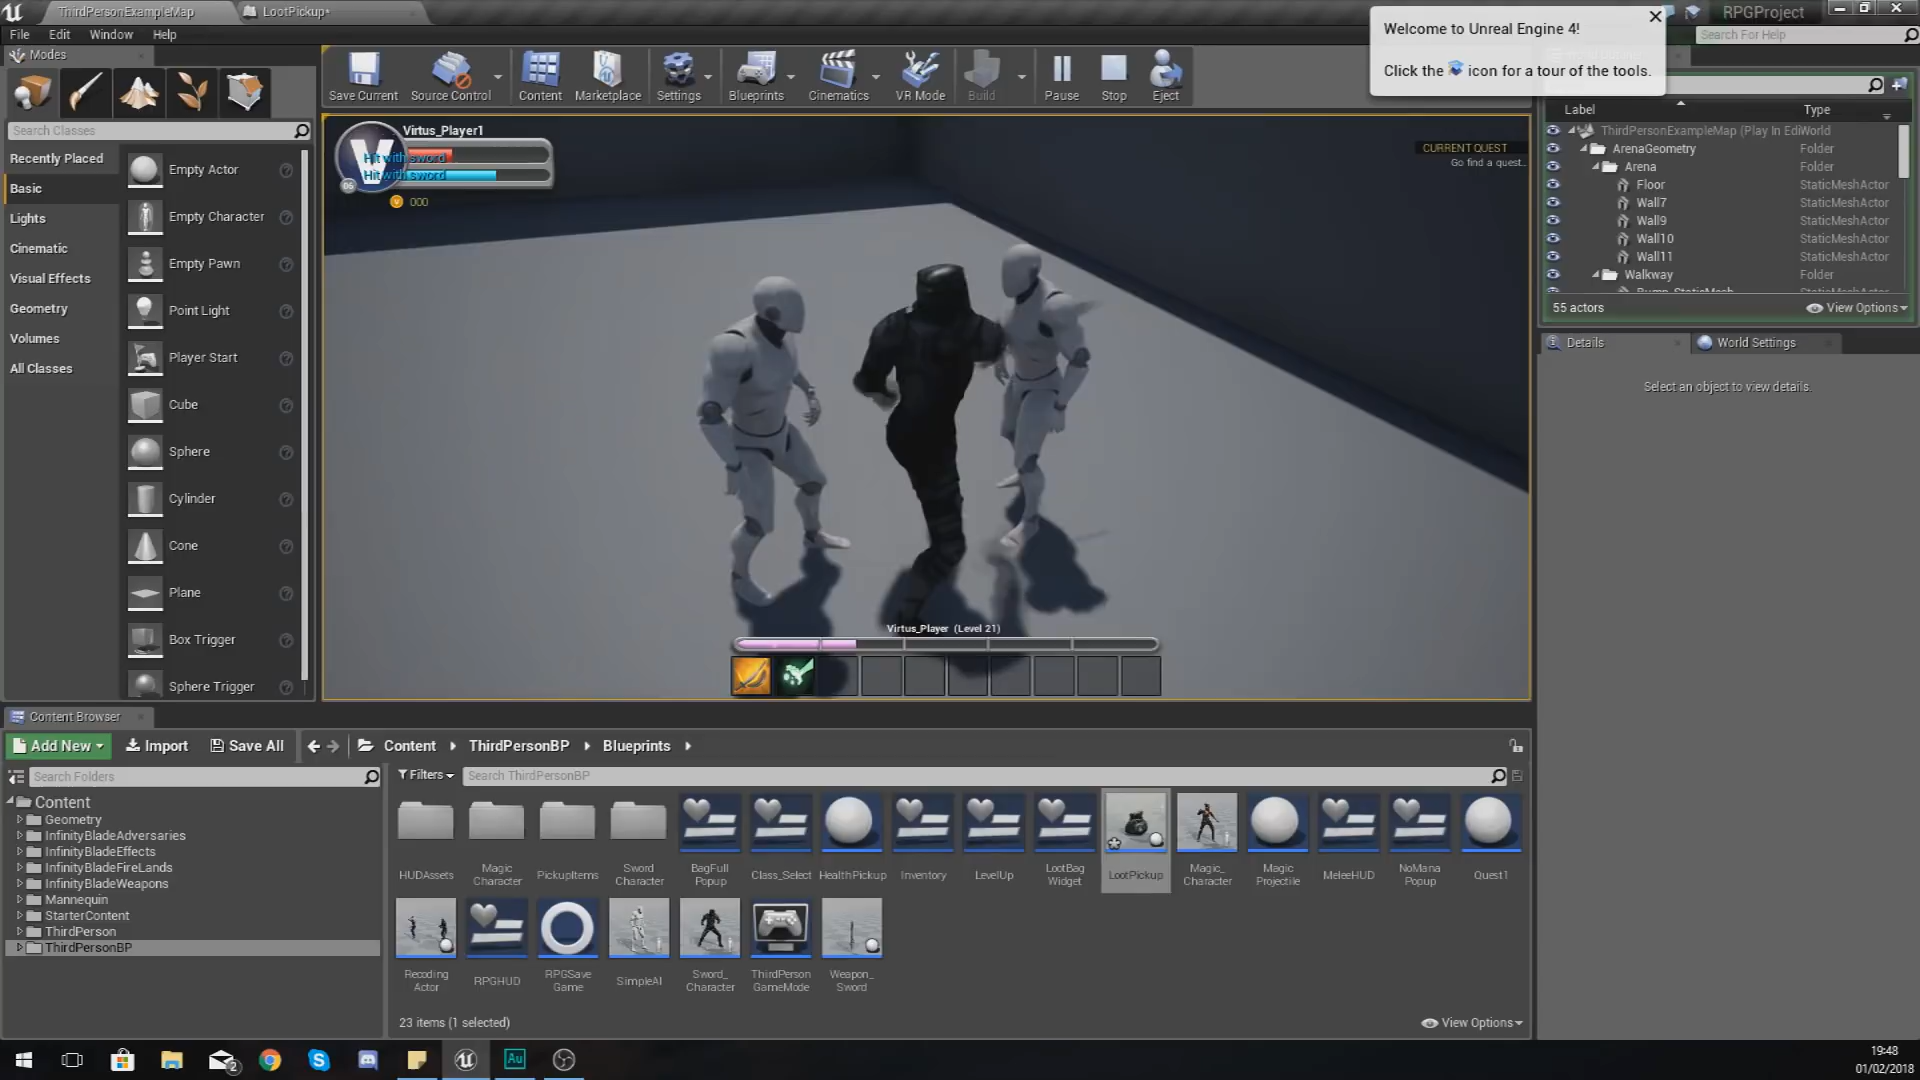 ThirdPersonExampleMap
LootPickup*
RPGProject
File
Edit
Window
Help
Search For Help
Welcome to Unreal Engine 4!
Click the icon for a tour of the tools.
Modes
Search Classes
Recently Placed
Basic
Lights
Cinematic
Visual Effects
Geometry
Volumes
All Classes
Empty Actor
Empty Character
Empty Pawn
Point Light
Player Start
Cube
Sphere
Cylinder
Cone
Plane
Box Trigger
Sphere Trigger
Save Current
Source Control
Content
Marketplace
Settings
Blueprints
Cinematics
VR Mode
Build
Pause
Stop
Eject
Virtus_Player1
Hit with sword
Hit with sword
06
000
CURRENT QUEST
Go find a quest..
Virtus_Player (Level 21)
Label
Type
ThirdPersonExampleMap (Play In Edi
World
ArenaGeometry
Folder
Arena
Folder
Floor
StaticMeshActor
Wall7
StaticMeshActor
Wall9
StaticMeshActor
Wall10
StaticMeshActor
Wall11
StaticMeshActor
Walkway
Folder
55 actors
View Options
Details
World Settings
Select an object to view details.
Content Browser
Add New
Import
Save All
Content
ThirdPersonBP
Blueprints
Search Folders
Filters
Search ThirdPersonBP
Content
Geometry
InfinityBladeAdversaries
InfinityBladeEffects
InfinityBladeFireLands
InfinityBladeWeapons
Mannequin
StarterContent
ThirdPerson
ThirdPersonBP
HUDAssets
Magic
Character
PickupItems
Sword
Character
BagFull
Popup
Class_Select
HealthPickup
Inventory
LevelUp
LootBag
Widget
LootPickup
Magic_
Character
Magic
Projectile
MeleeHUD
NoMana
Popup
Quest1
Recoding
Actor
RPGHUD
RPGSave
Game
SimpleAI
Sword_
Character
ThirdPerson
GameMode
Weapon_
Sword
23 items (1 selected)
View Options
2
Au
19:48
01/02/2018